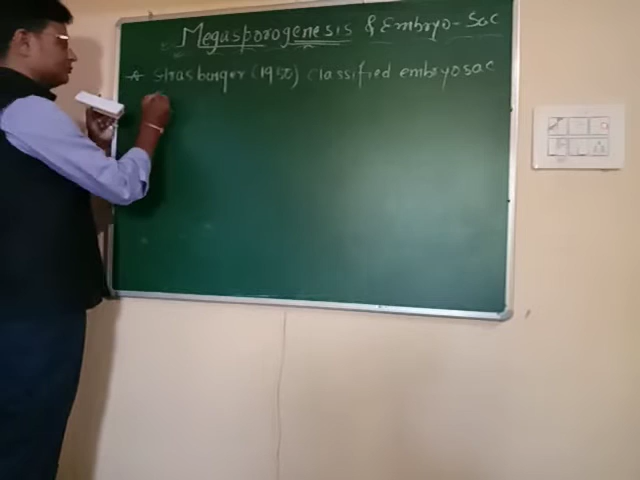 Megasporogenesis & Embryo-Sac
Strasburger (1950) Classified embryosac